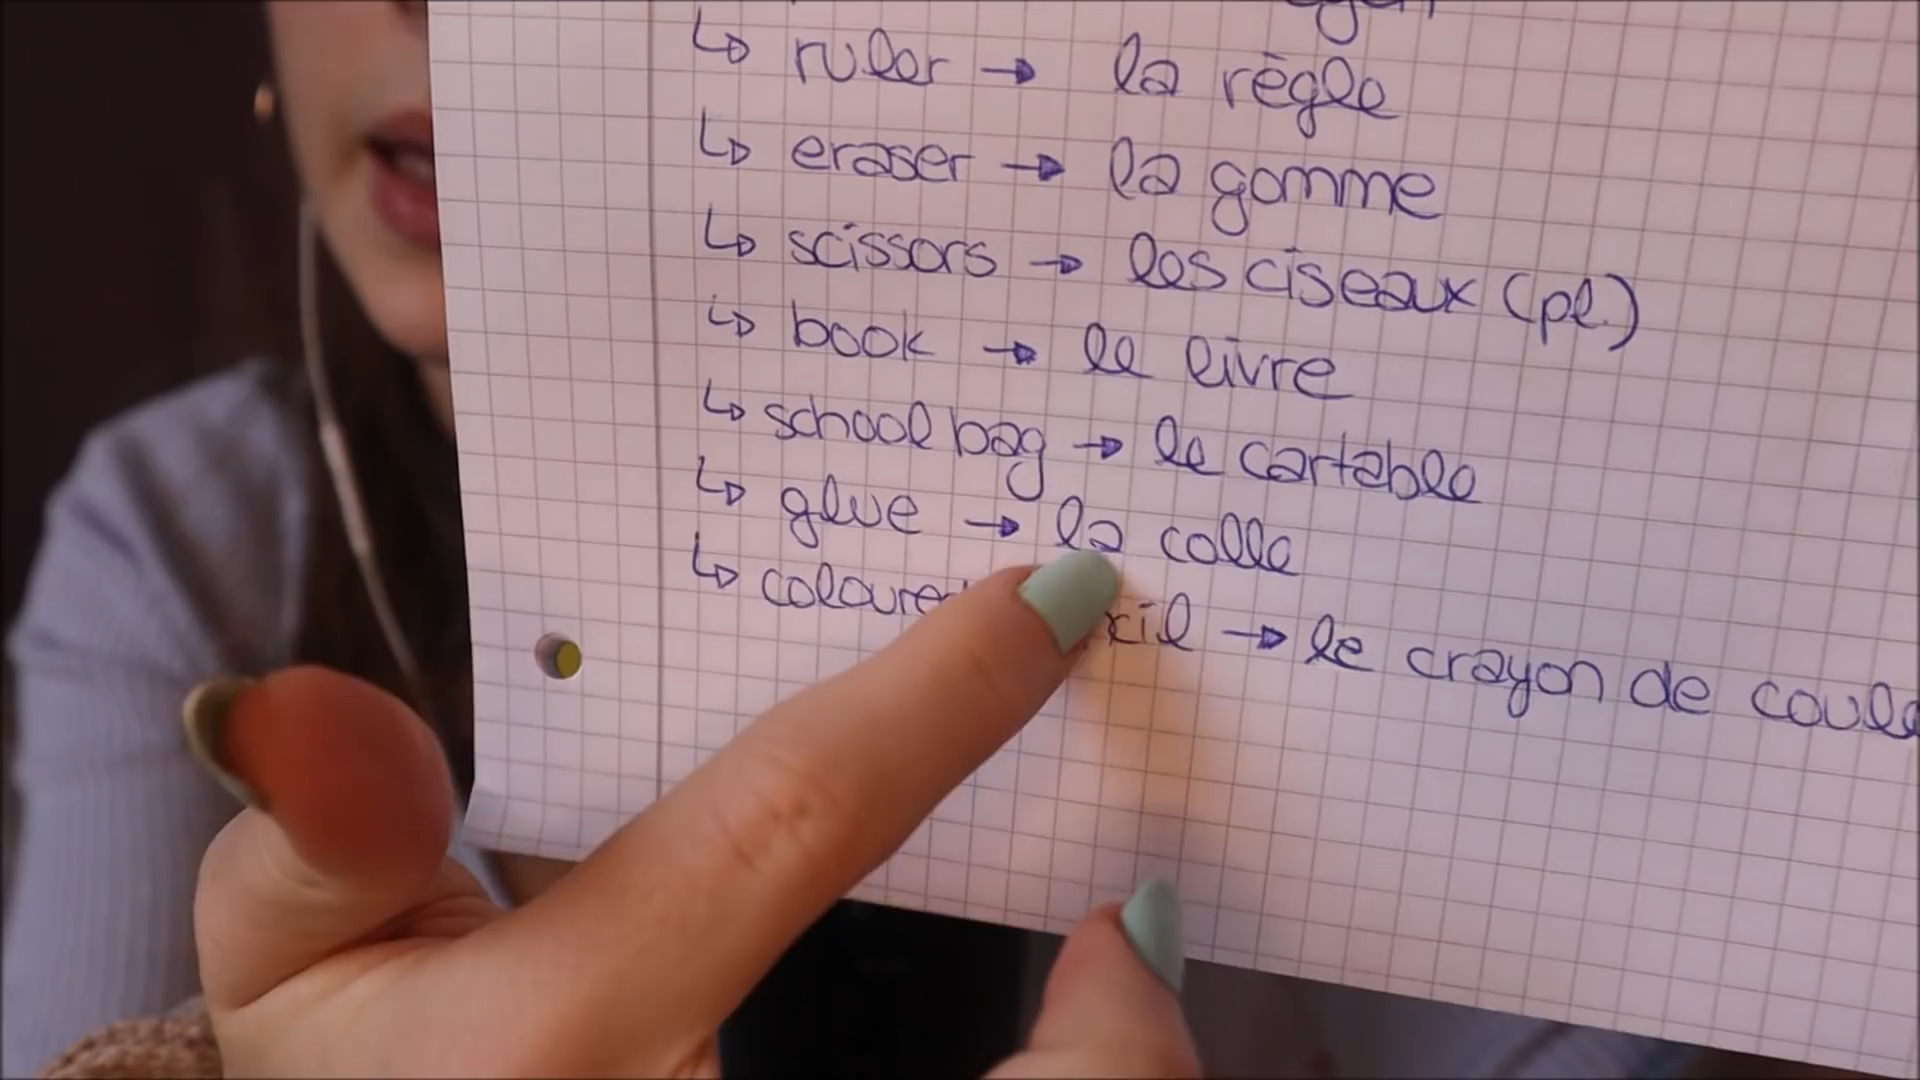 ↳ ruler → la règle
↳ eraser → la gomme
↳ scissors → les ciseaux (pl.)
↳ book → le livre
↳ school bag → le cartable
↳ glue → la colle
↳ → le crayon de